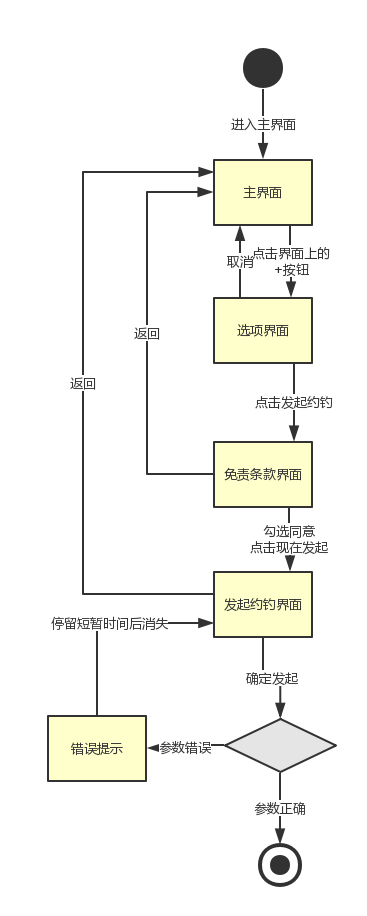 进入主界面
主界面
点击界面上的
+按钮
取消
选项界面
返回
返回
点击发起约钓
免责条款界面
勾选同意
点击现在发起
发起约钓界面
停留短暂时间后消失
确定发起
错误提示
参数错误
参数正确